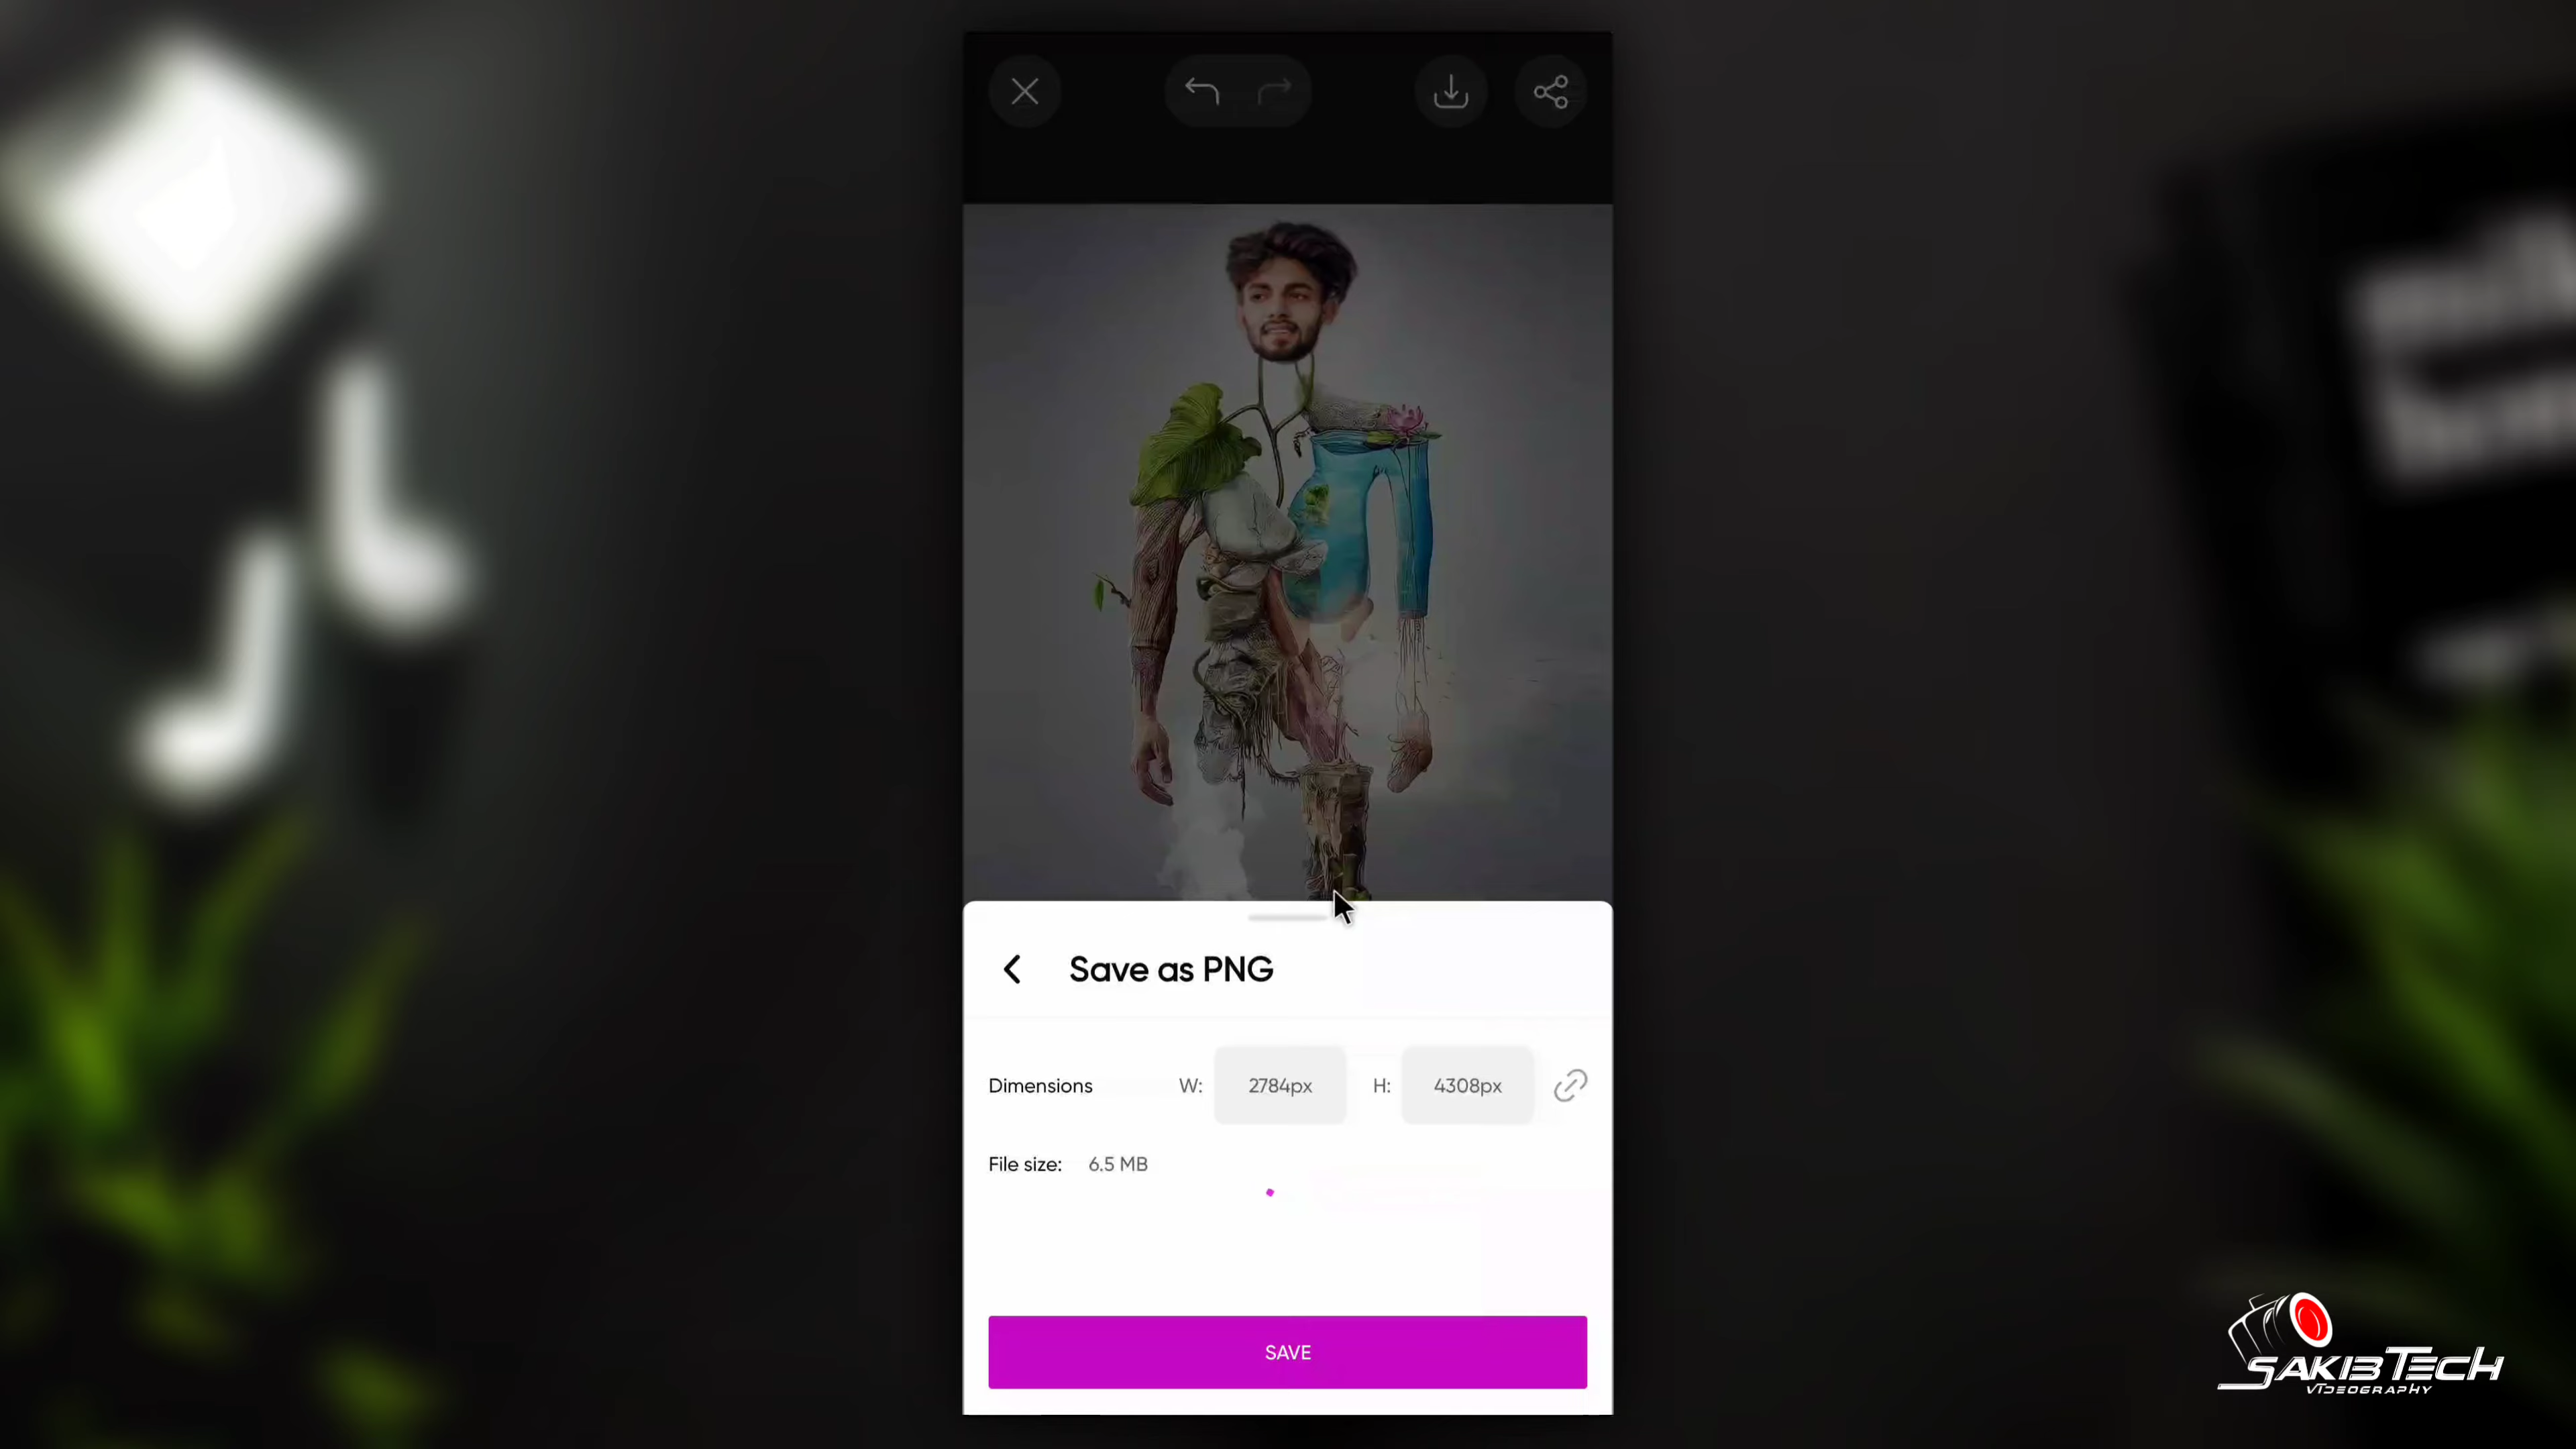 Save as PNG
Dimensions W: 2784px H: 4308px
File size: 6.5 MB
SAVE
SAKIB TECH
VIDEOGRAPHY